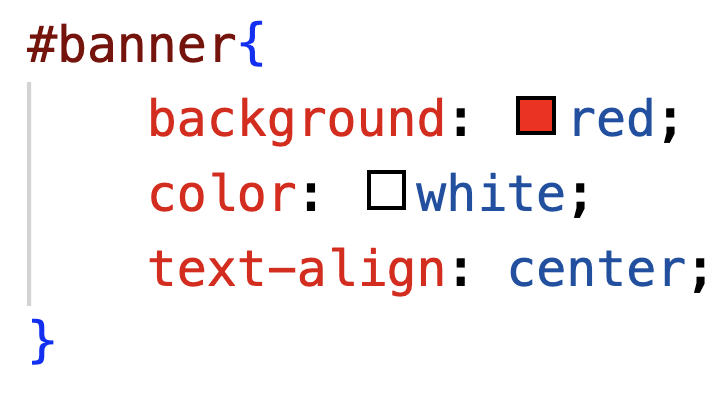 #banner{
background: red;
color: white;
text-align: center;
}